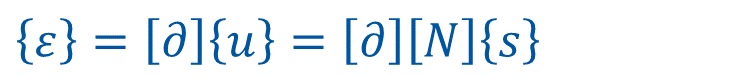 {ε} = [∂]{u} = [∂][N]{s}